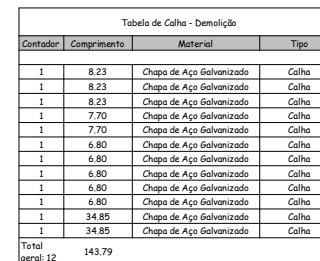 Tabela de Calha - Demolição
Contador Comprimento Material Tipo
1 8,23 Chapa de Aço Galvanizado Calha
1 8,23 Chapa de Aço Galvanizado Calha
1 8,23 Chapa de Aço Galvanizado Calha
1 7,70 Chapa de Aço Galvanizado Calha
1 7,70 Chapa de Aço Galvanizado Calha
1 6,80 Chapa de Aço Galvanizado Calha
1 6,80 Chapa de Aço Galvanizado Calha
1 6,80 Chapa de Aço Galvanizado Calha
1 6,80 Chapa de Aço Galvanizado Calha
1 6,80 Chapa de Aço Galvanizado Calha
1 34,85 Chapa de Aço Galvanizado Calha
1 34,85 Chapa de Aço Galvanizado Calha
Total
geral: 12 143,79